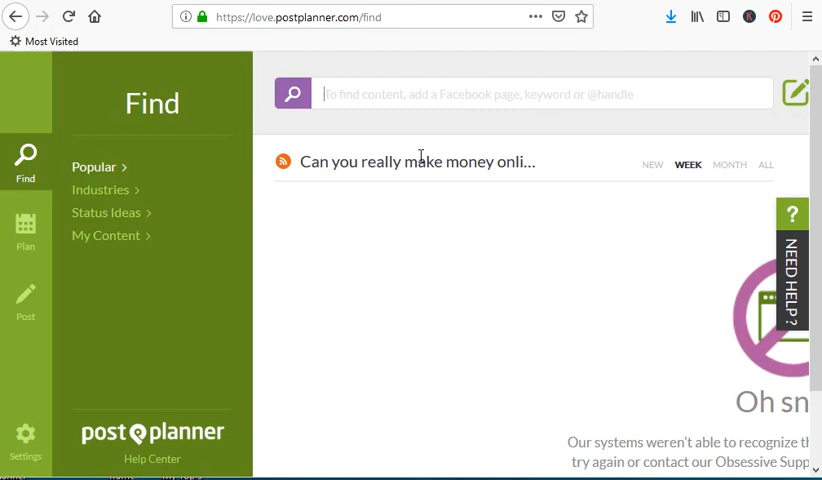 https://love.postplanner.com/find
Most Visited
Find
Plan
Post
Settings
Find
Popular >
Industries >
Status Ideas >
My Content >
post planner
Help Center
To find content, add a Facebook page, keyword or @handle
Can you really make money onli...
NEW WEEK MONTH ALL
?
NEED HELP?
Oh sn
Our systems weren't able to recognize th
try again or contact our Obsessive Supp